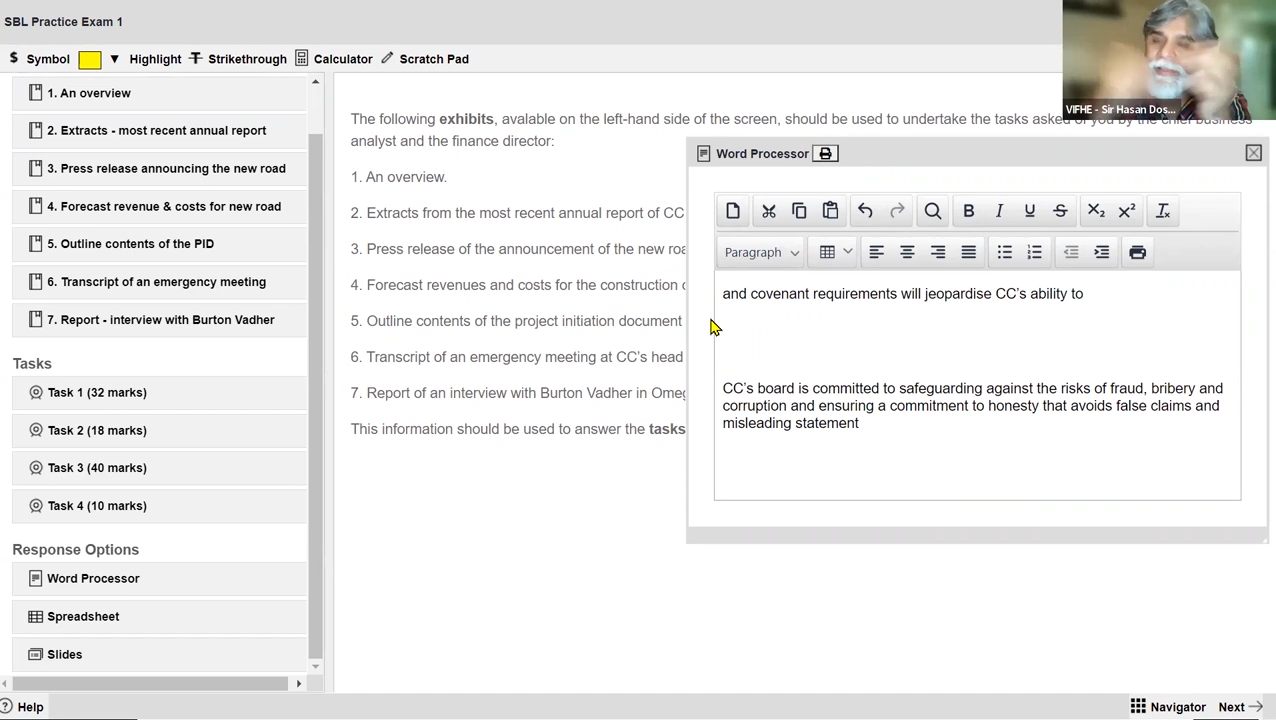 SBL Practice Exam 1
$ Symbol Highlight T Strikethrough Calculator Scratch Pad
1. An overview
2. Extracts - most recent annual report
3. Press release announcing the new road
4. Forecast revenue & costs for new road
5. Outline contents of the PID
6. Transcript of an emergency meeting
7. Report - interview with Burton Vadher
Tasks
Task 1 (32 marks)
Task 2 (18 marks)
Task 3 (40 marks)
Task 4 (10 marks)
Response Options
Word Processor
Spreadsheet
Slides
The following exhibits, avalable on the left-hand side of the screen, should be used to undertake the tasks asked of you by the chief business
analyst and the finance director:
1. An overview.
2. Extracts from the most recent annual report of CC
3. Press release of the announcement of the new roa
4. Forecast revenues and costs for the construction
5. Outline contents of the project initiation document
6. Transcript of an emergency meeting at CC's head
7. Report of an interview with Burton Vadher in Ome
This information should be used to answer the tasks
VIFHE - Sir Hasan Dos...
Word Processor
B I U S X₂ X² Tx
Paragraph
and covenant requirements will jeopardise CC's ability to
CC's board is committed to safeguarding against the risks of fraud, bribery and
corruption and ensuring a commitment to honesty that avoids false claims and
misleading statement
? Help
Navigator Next